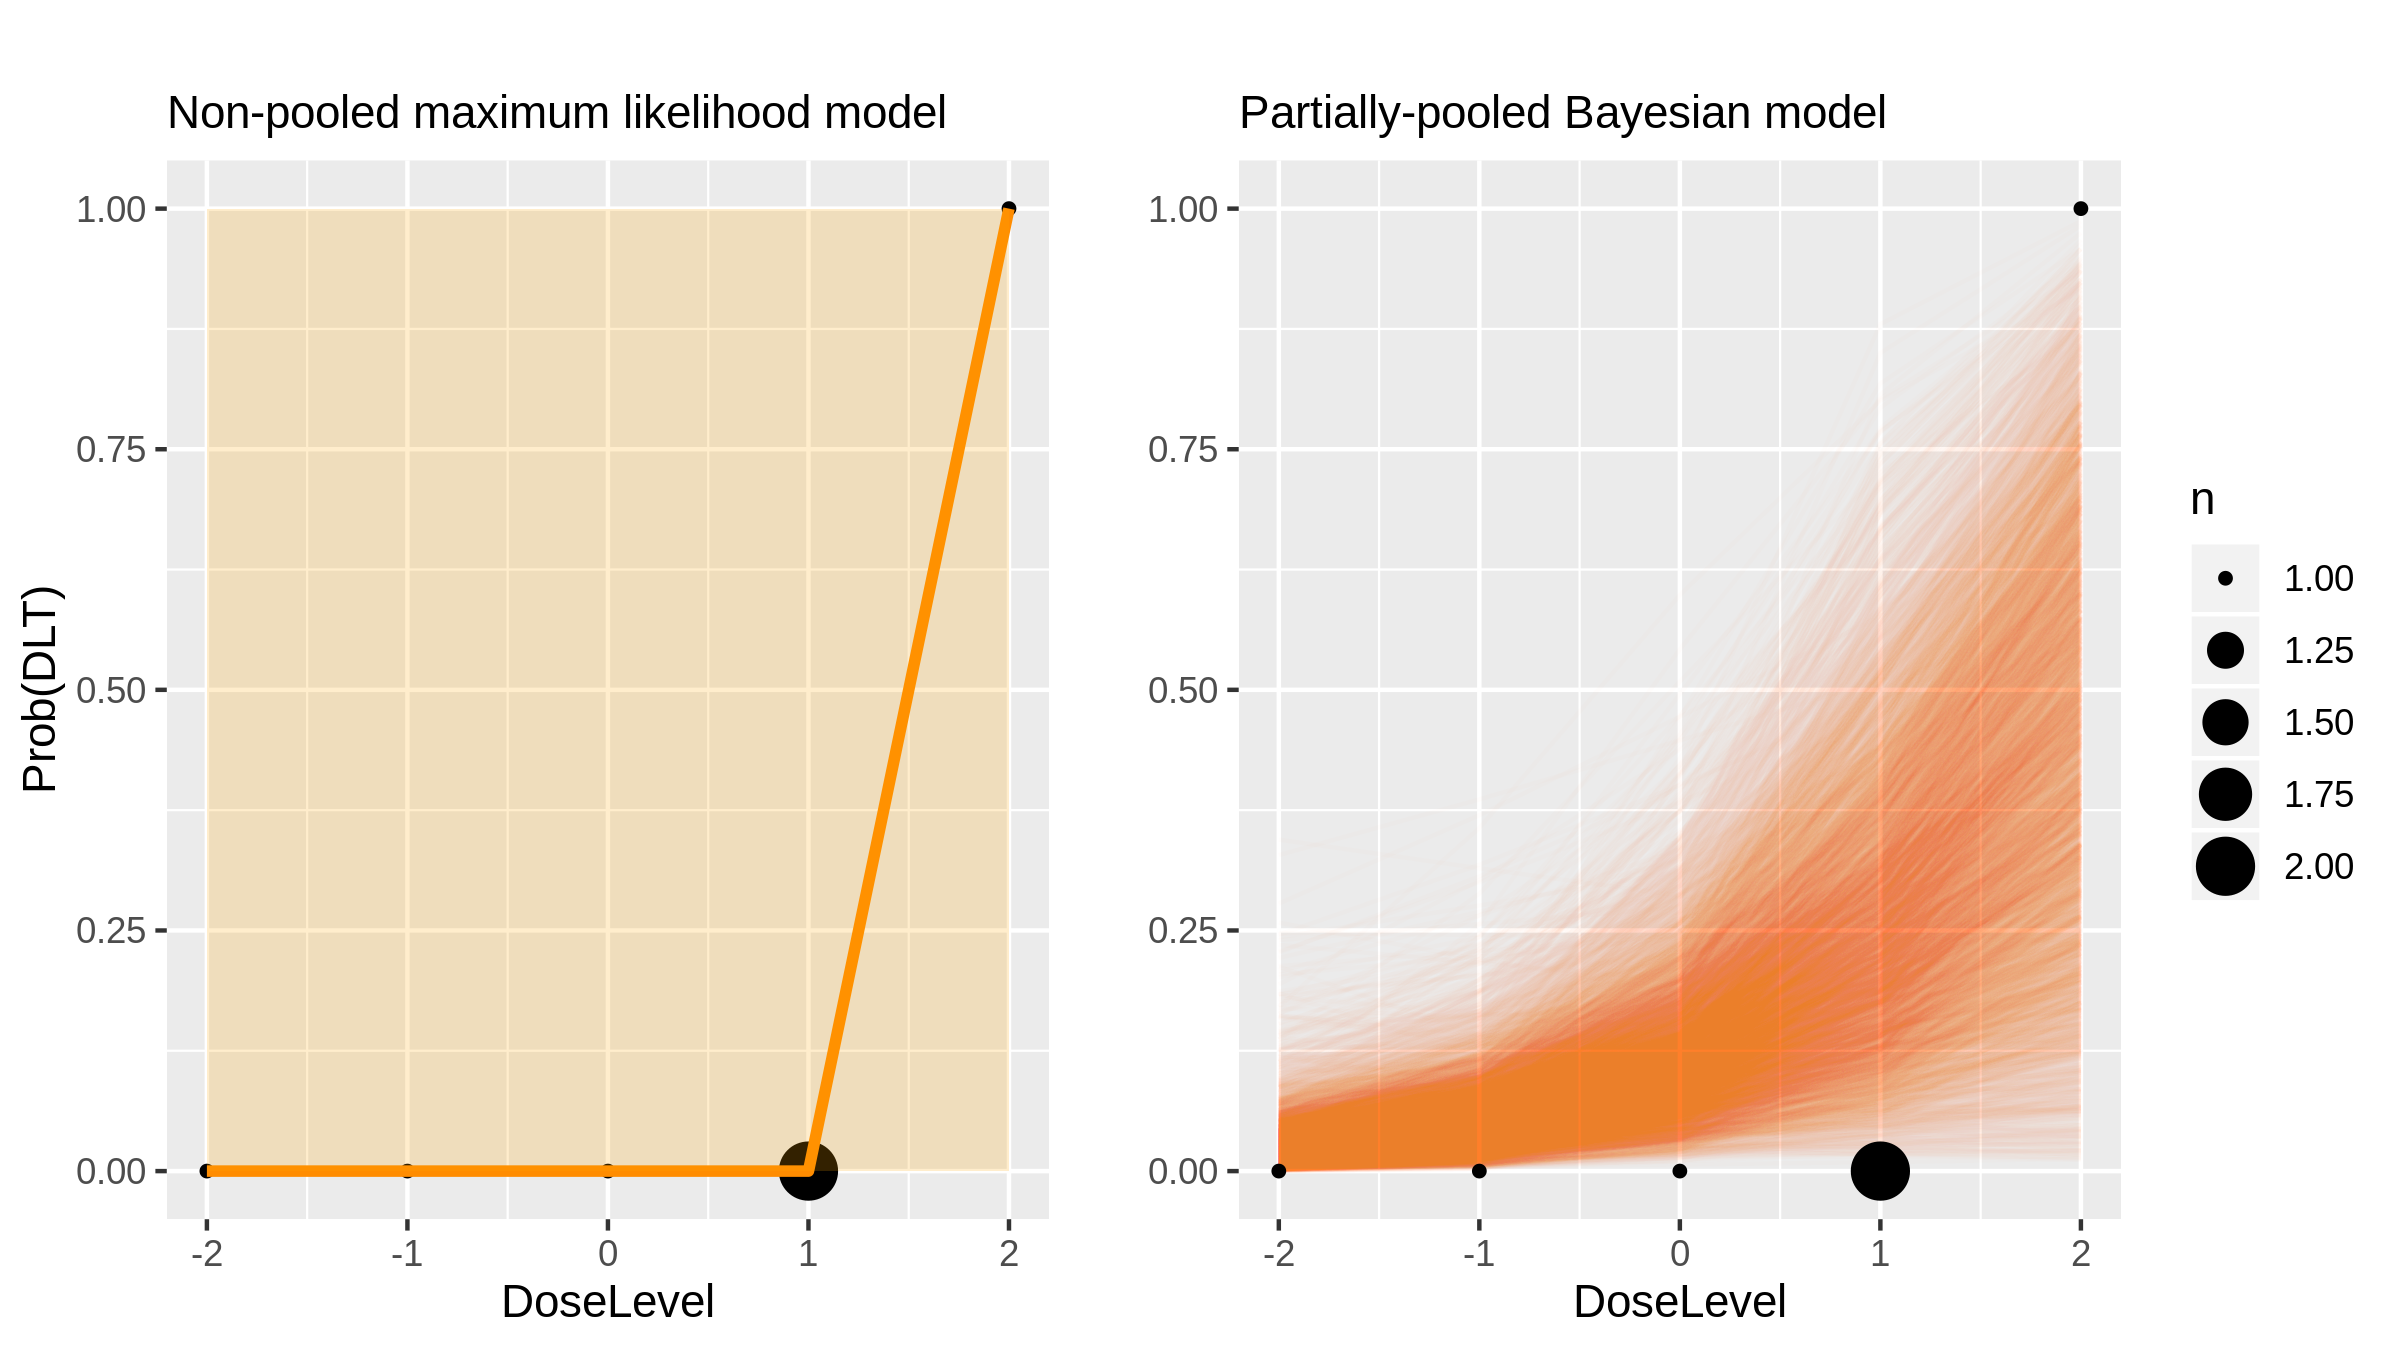 Non-pooled maximum likelihood model
Prob(DLT)
1.00
0.75
0.50
0.25
0.00
-2 -1 0 1 2
DoseLevel
Partially-pooled Bayesian model
1.00
0.75
0.50
0.25
0.00
-2 -1 0 1 2
DoseLevel
n
1.00
1.25
1.50
1.75
2.00